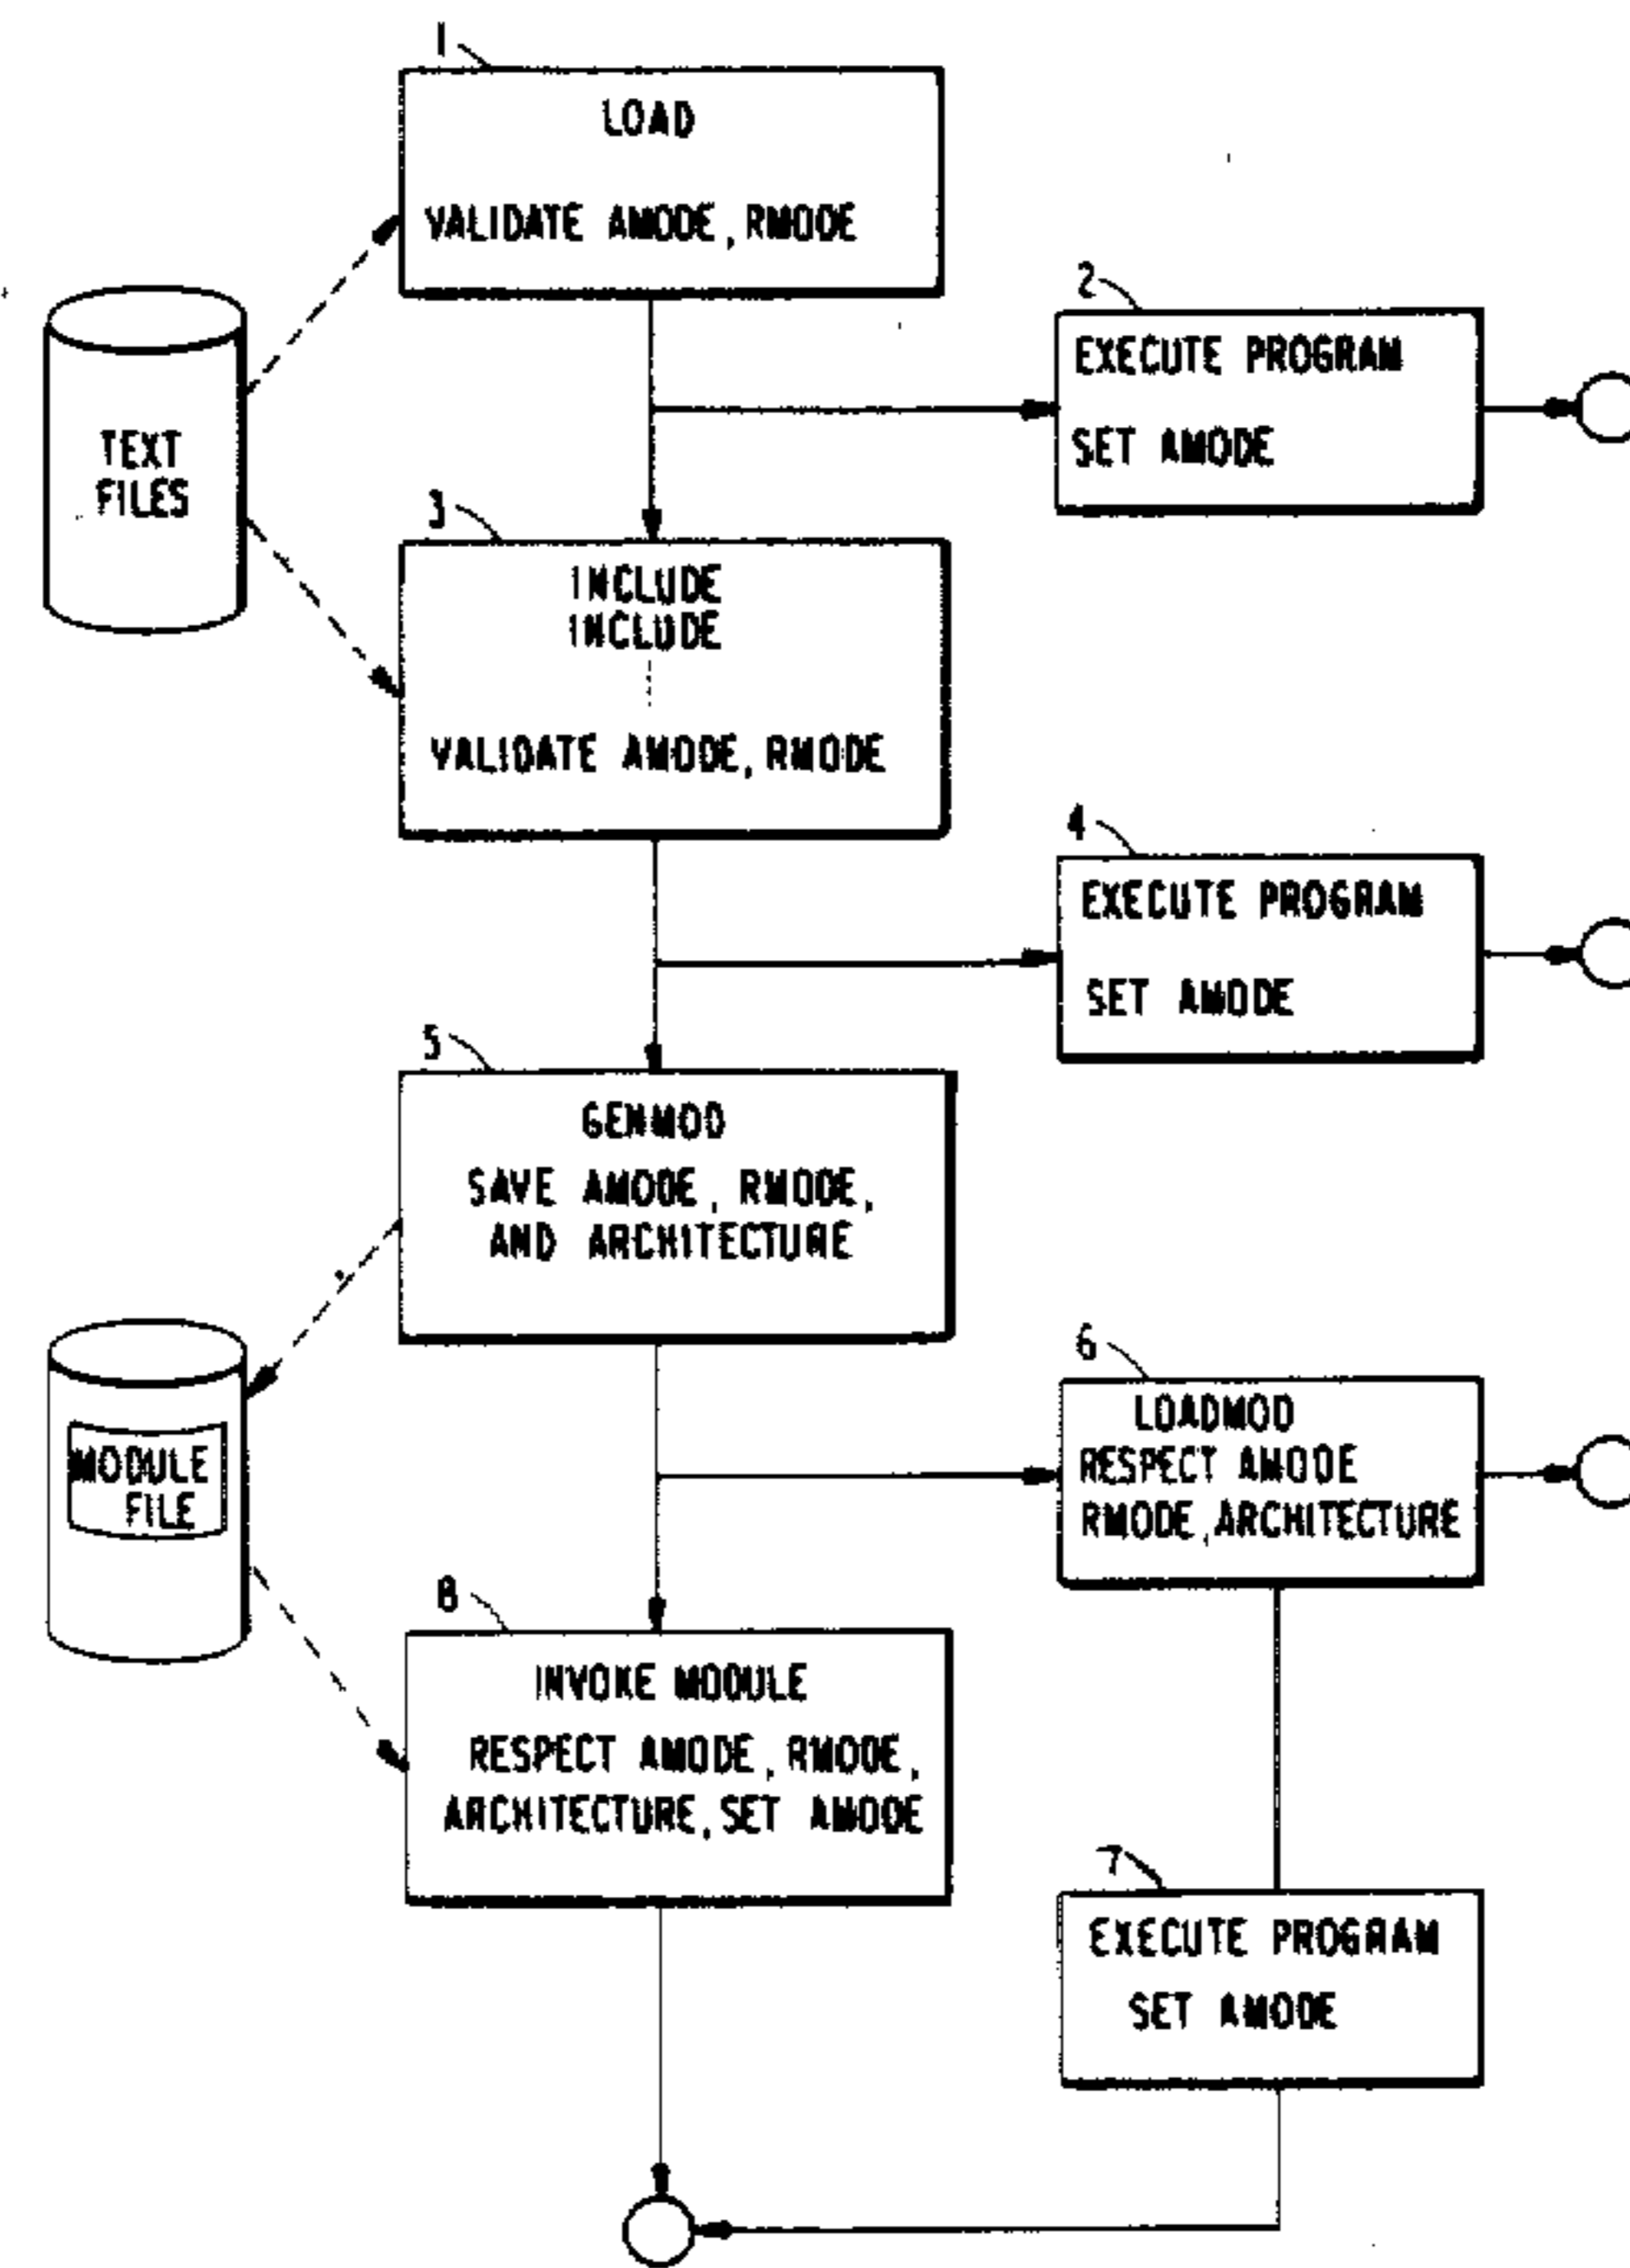 1
LOAD
VALIDATE AMODE, RMODE
2
EXECUTE PROGRAM
SET AMODE
TEXT
FILES
3
INCLUDE
INCLUDE
VALIDATE AMODE, RMODE
4
EXECUTE PROGRAM
SET AMODE
5
GENMOD
SAVE AMODE, RMODE,
AND ARCHITECTURE
MODULE
FILE
6
LOADMOD
RESPECT AMODE
RMODE, ARCHITECTURE
8
INVOKE MODULE
RESPECT AMODE, RMODE,
ARCHITECTURE, SET AMODE
7
EXECUTE PROGRAM
SET AMODE